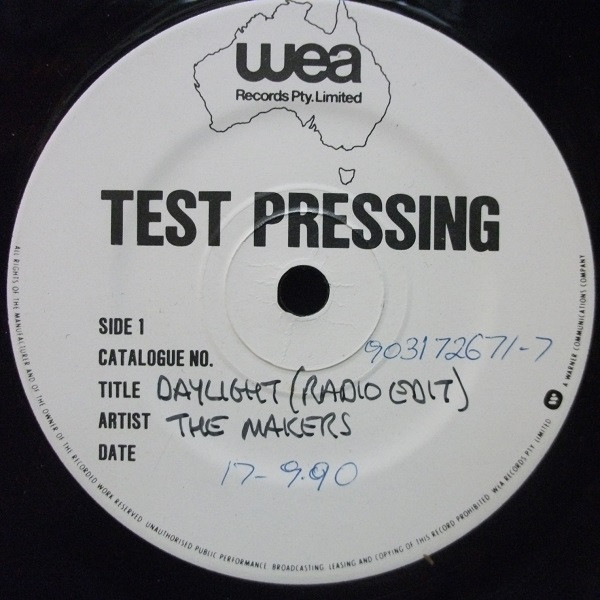 wea
Records Pty. Limited
TEST PRESSING
SIDE 1
CATALOGUE NO. 903172671-7
TITLE DAYLIGHT (RADIO EDIT)
ARTIST THE MAKERS
DATE 17-9.90
ALL RIGHTS OF THE MANUFACTURER AND OF THE OWNER OF THE RECORDED WORK RESERVED. UNAUTHORISED PUBLIC PERFORMANCE, BROADCASTING, LEASING AND COPYING OF THIS RECORD PROHIBITED. WEA RECORDS PTY. LIMITED
A WARNER COMMUNICATIONS COMPANY